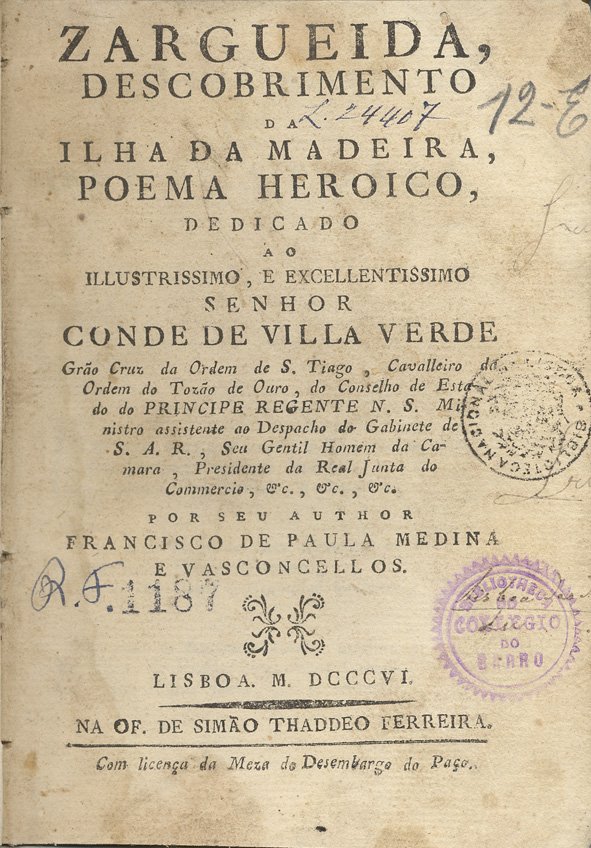 ZARGUEIDA,
DESCOBRIMENTO
DA
L. 24407
12-E
ILHA DA MADEIRA,
POEMA HEROICO,
DEDICADO
AO
ILLUSTRISSIMO, E EXCELLENTISSIMO
SENHOR
CONDE DE VILLA VERDE
Grão Cruz da Ordem de S. Tiago, Cavalleiro da
Ordem do Tozão de Ouro, do Conselho de Esta
do do PRINCIPE REGENTE N. S. Mi
nistro assistente ao Despacho do Gabinete de
S. A. R., Seu Gentil Homem da Ca-
mara, Presidente da Real Junta do
Commercio, &c., &c., &c.
POR SEU AUTHOR
FRANCISCO DE PAULA MEDINA
E VASCONCELLOS.
R. F. 1187
BIBLIOTHECA
DO
COLLEGIO
DO
BARRO
LISBOA. M. DCCCVI.
NA OF. DE SIMÃO THADDEO FERREIRA.
Com licença da Meza do Desembargo do Paço.